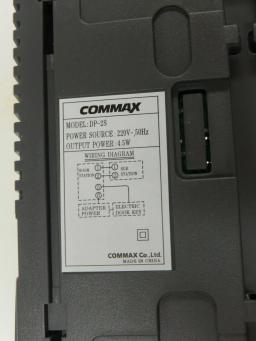 COMMAX
MODEL: DP-2S
POWER SOURCE : 220V~,50Hz
OUTPUT POWER : 4.5W
WIRING DIAGRAM
DOOR STATION
SUB STATION
ADAPTER POWER
ELECTRIC DOOR KEY
COMMAX Co., Ltd.
MADE IN CHINA